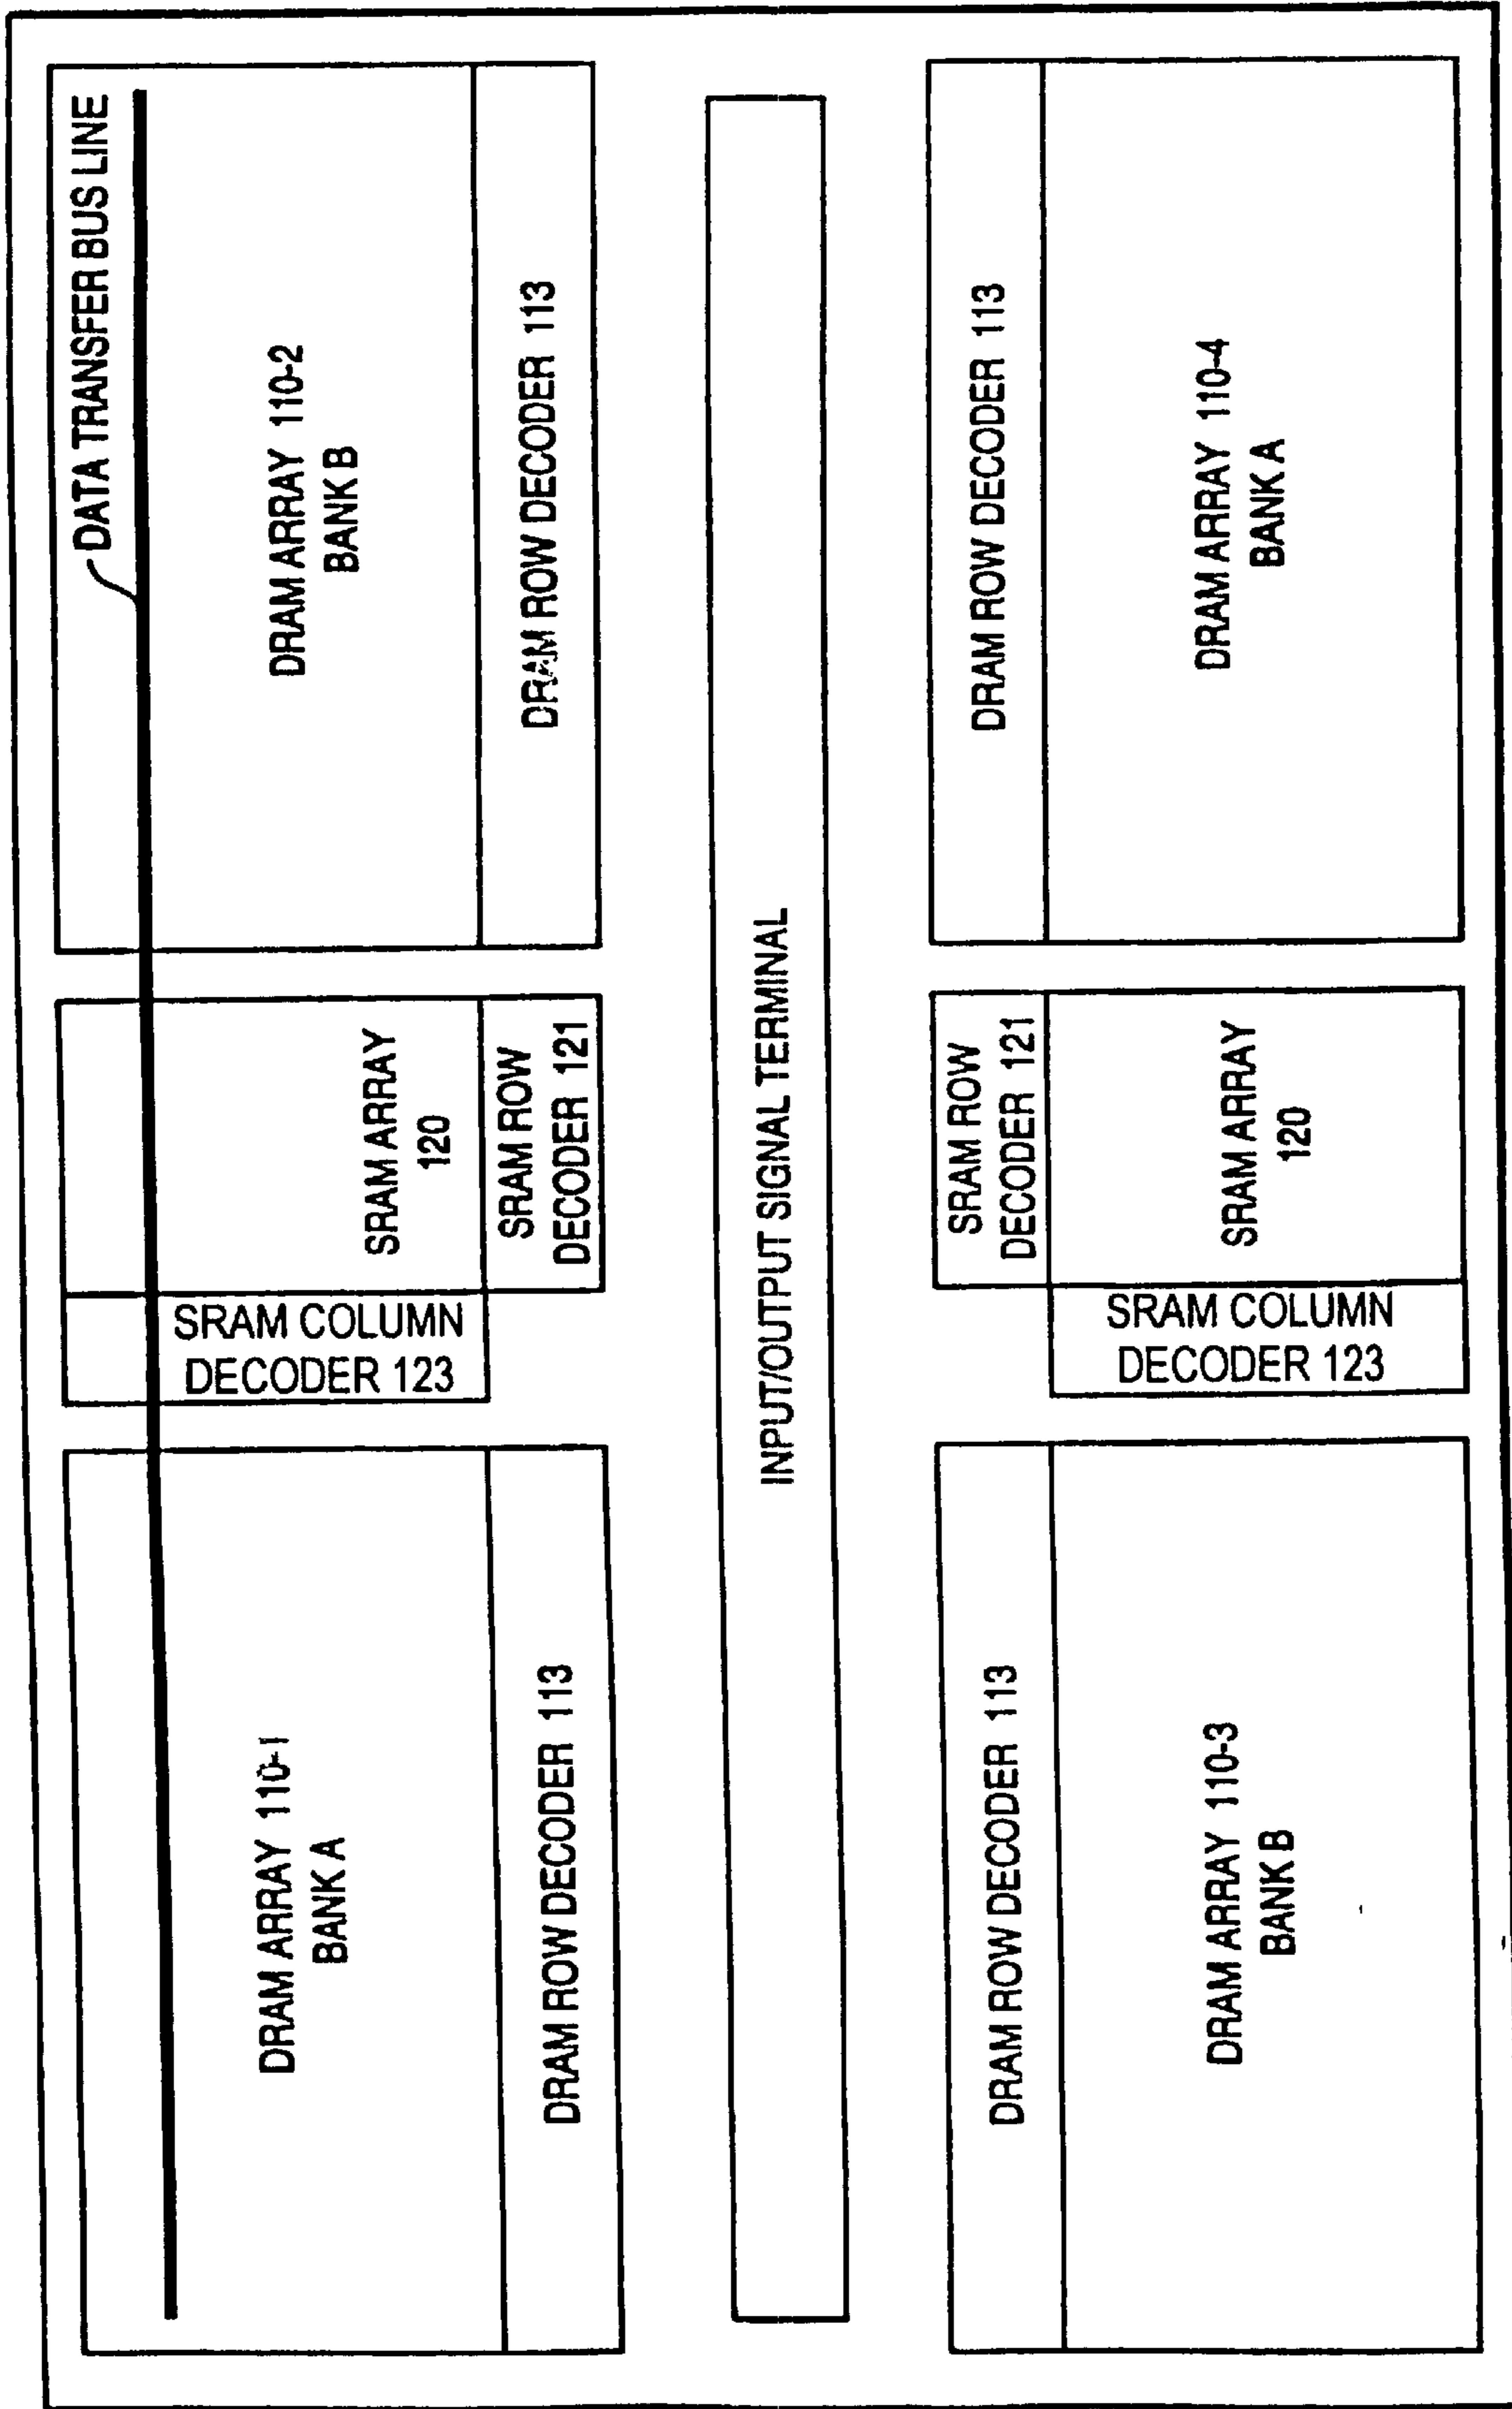 DATA TRANSFER BUS LINE
DRAM ARRAY 110-1
BANK A
DRAM ROW DECODER 113
SRAM COLUMN
DECODER 123
SRAM ARRAY
120
SRAM ROW
DECODER 121
DRAM ARRAY 110-2
BANK B
DRAM ROW DECODER 113
INPUT/OUTPUT SIGNAL TERMINAL
DRAM ROW DECODER 113
DRAM ARRAY 110-3
BANK B
SRAM ROW
DECODER 121
SRAM COLUMN
DECODER 123
SRAM ARRAY
120
DRAM ROW DECODER 113
DRAM ARRAY 110-4
BANK A